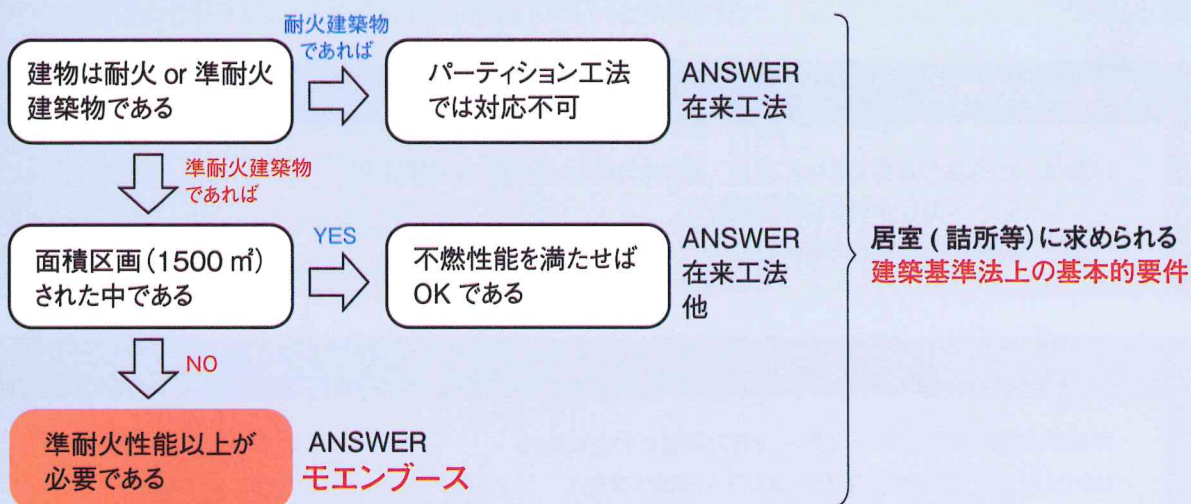 耐火建築物
であれば
建物は耐火 or 準耐火
建築物である
パーティション工法
では対応不可
ANSWER
在来工法
準耐火建築物
であれば
面積区画(1500 ㎡)
された中である
YES
不燃性能を満たせば
OK である
ANSWER
在来工法
他
居室 ( 詰所等)に求められる
建築基準法上の基本的要件
NO
準耐火性能以上が
必要である
ANSWER
モエンブース